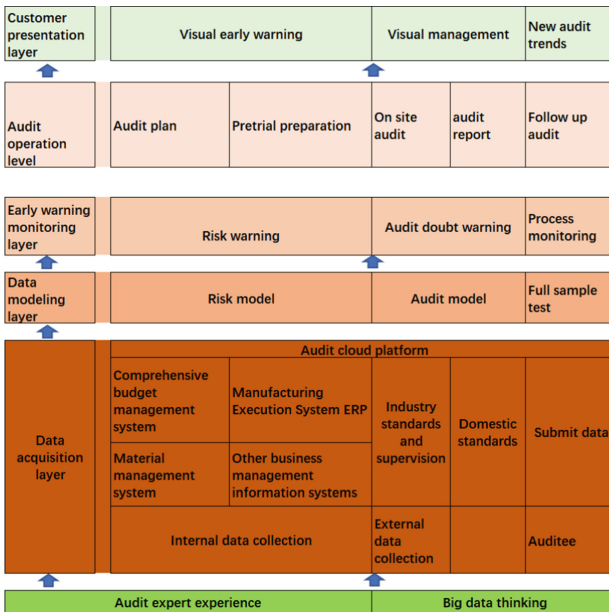 Customer
presentation
layer
Visual early warning
Visual management
New audit
trends
Audit
operation
level
Audit plan
Pretrial preparation
On site
audit
audit
report
Follow up
audit
Early warning
monitoring
layer
Risk warning
Audit doubt warning
Process
monitoring
Data
modeling
layer
Risk model
Audit model
Full sample
test
Data
acquisition
layer
Audit cloud platform
Comprehensive
budget
management
system
Manufacturing
Execution System ERP
Industry
standards
and
supervision
Domestic
standards
Submit data
Material
management
system
Other business
management
information systems
Internal data collection
External
data
collection
Auditee
Audit expert experience
Big data thinking